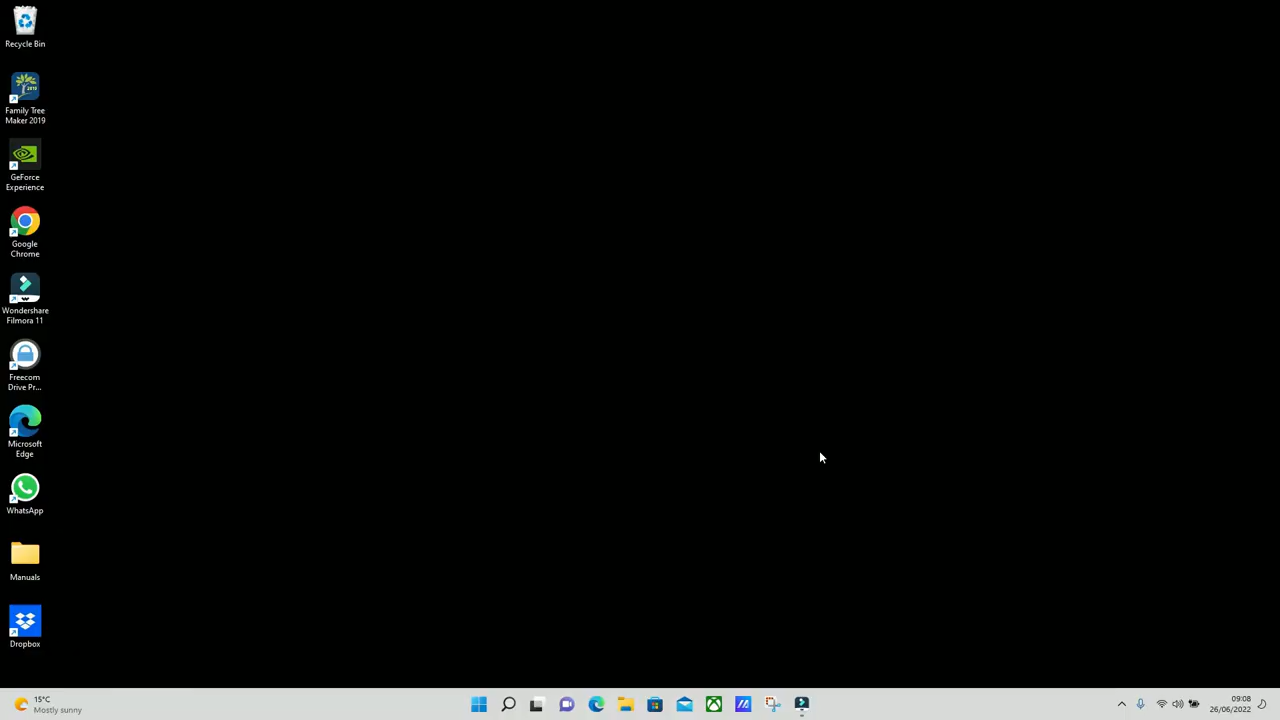 Recycle Bin
2019
Family Tree
Maker 2019
GeForce
Experience
Google
Chrome
Wondershare
Filmora 11
Freecom
Drive Pr...
Microsoft
Edge
WhatsApp
Manuals
Dropbox
15°C
Mostly sunny
09:08
26/06/2022